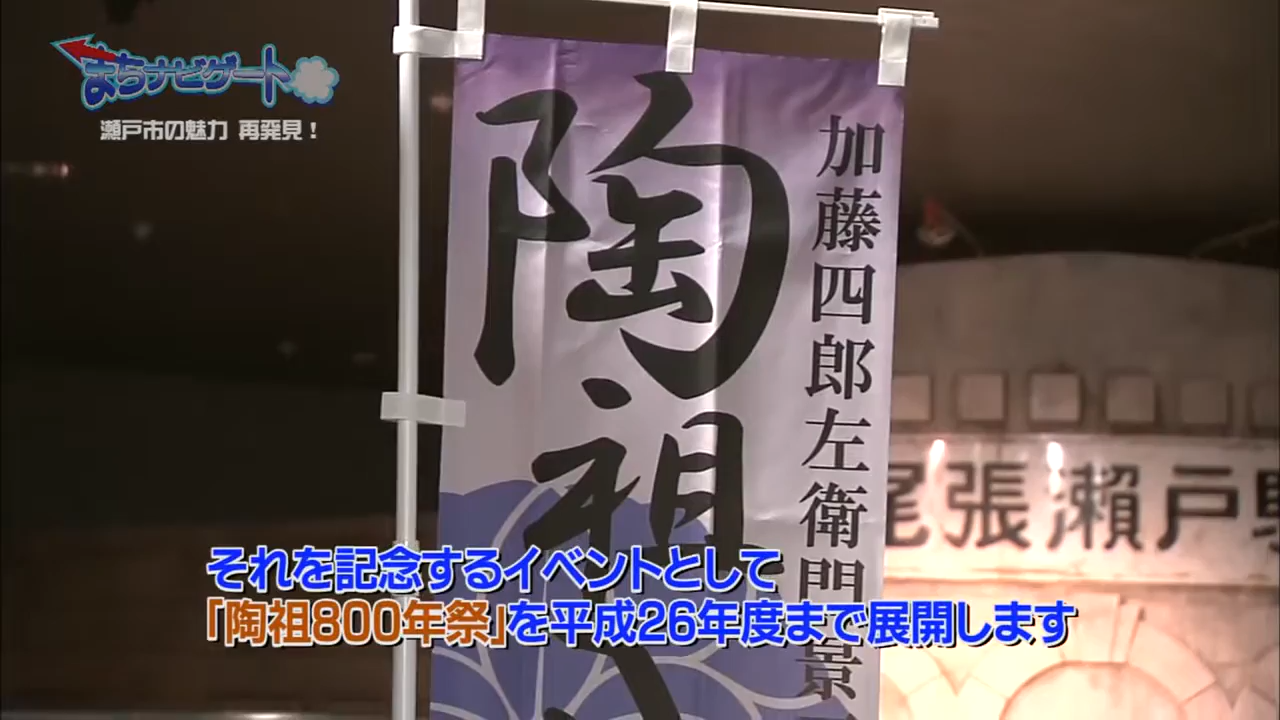 まちナビゲート
瀬戸市の魅力 再発見！
陶祖
加藤四郎左衛門景
尾張瀬戸駅
それを記念するイベントとして
「陶祖800年祭」を平成26年度まで展開します